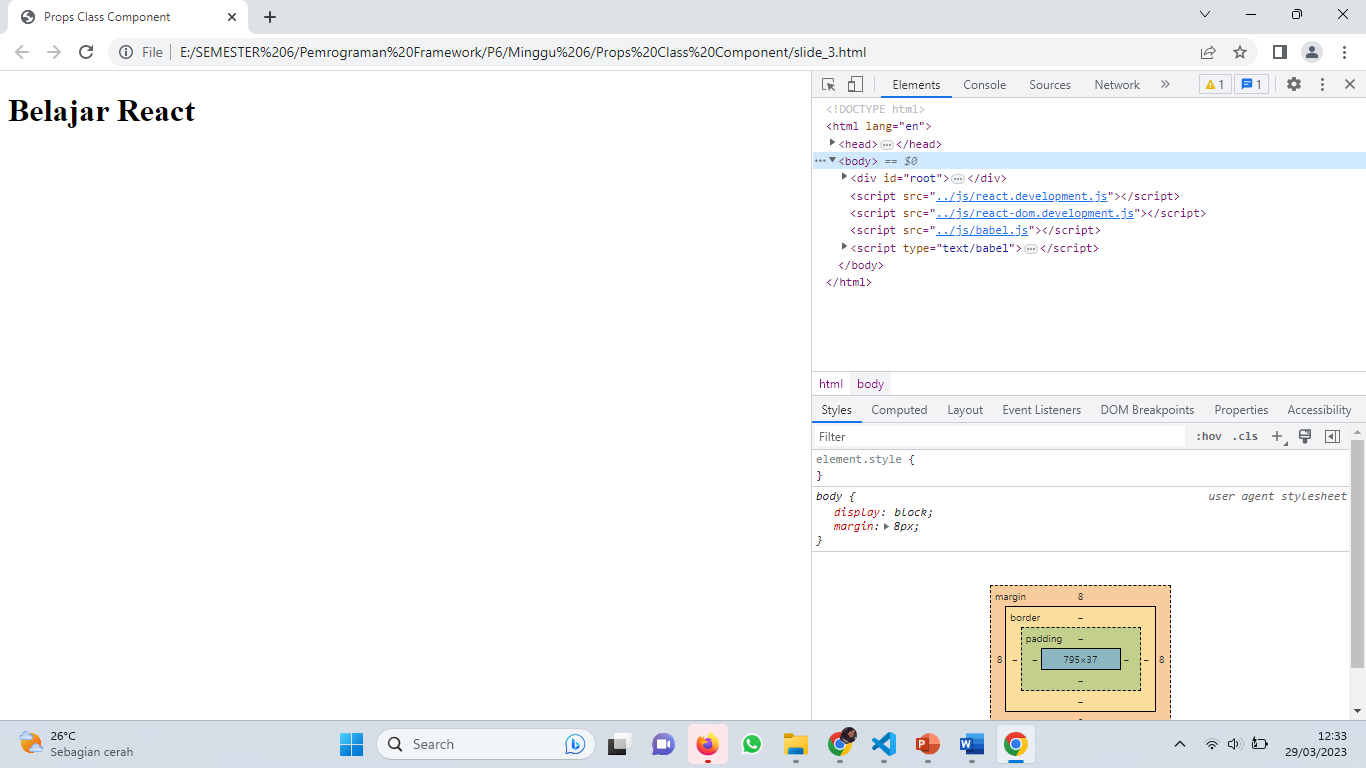 Props Class Component
File
E:/SEMESTER%206/Pemrograman%20Framework/P6/Minggu%206/Props%20Class%20Component/slide_3.html
Belajar React
Elements Console Sources Network 1 1
<!DOCTYPE html>
<html lang="en">
<head>…</head>
<body> == $0
<div id="root">…</div>
<script src="../js/react.development.js"></script>
<script src="../js/react-dom.development.js"></script>
<script src="../js/babel.js"></script>
<script type="text/babel">…</script>
</body>
</html>
html body
Styles Computed Layout Event Listeners DOM Breakpoints Properties Accessibility
Filter :hov .cls
element.style {
}
body { user agent stylesheet
display: block;
margin: 8px;
}
margin 8
border –
padding –
8 – – 795×37 – – 8
–
–
26°C
Sebagian cerah
Search
12:33
29/03/2023